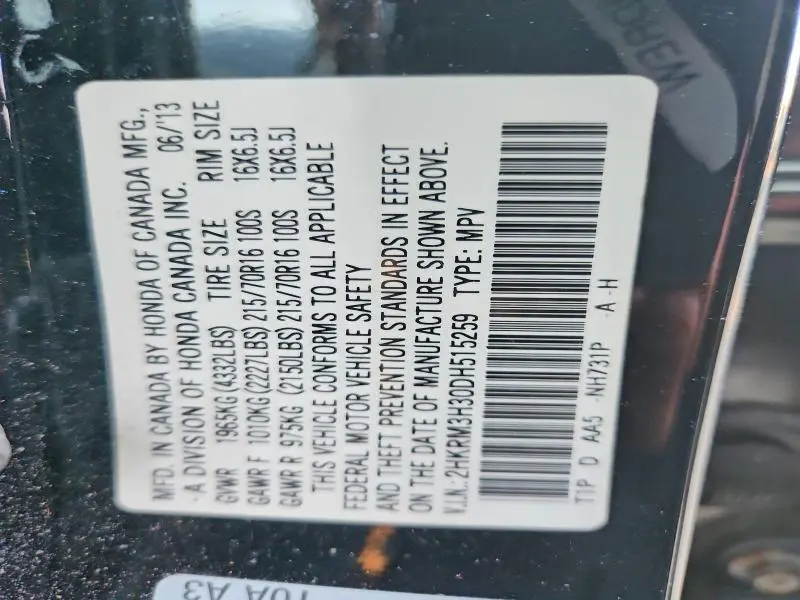 MFD. IN CANADA BY HONDA OF CANADA MFG.,
A DIVISION OF HONDA CANADA INC. 06/'13
GVWR 1965KG (4332LBS) TIRE SIZE RIM SIZE
GAWR F 1010KG (2227LBS) 215/70R16 100S 16X6.5J
GAWR R 975KG (2150LBS) 215/70R16 100S 16X6.5J
THIS VEHICLE CONFORMS TO ALL APPLICABLE
FEDERAL MOTOR VEHICLE SAFETY
AND THEFT PREVENTION STANDARDS IN EFFECT
ON THE DATE OF MANUFACTURE SHOWN ABOVE.
V.I.N.:2HKRM3H30DH515259 TYPE: MPV
T1P D AA5 -NH731P -A -H